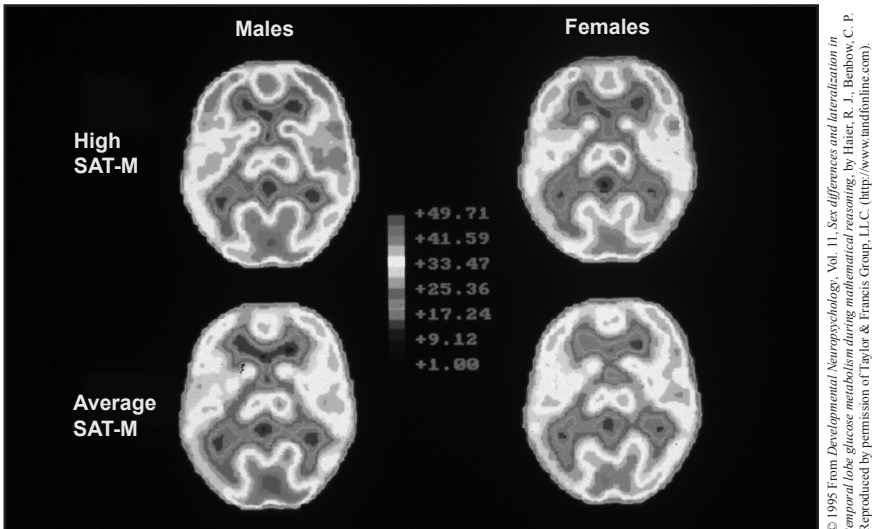 Males
Females
High
SAT-M
+49.71
+41.59
+33.47
+25.36
+17.24
+9.12
+1.00
Average
SAT-M
© 1995 From Developmental Neuropsychology, Vol. 11, Sex differences and lateralization in
temporal lobe glucose metabolism during mathematical reasoning, by Haier, R. J., Benbow, C. P.
Reproduced by permission of Taylor & Francis Group, LLC. (http://www.tandfonline.com).